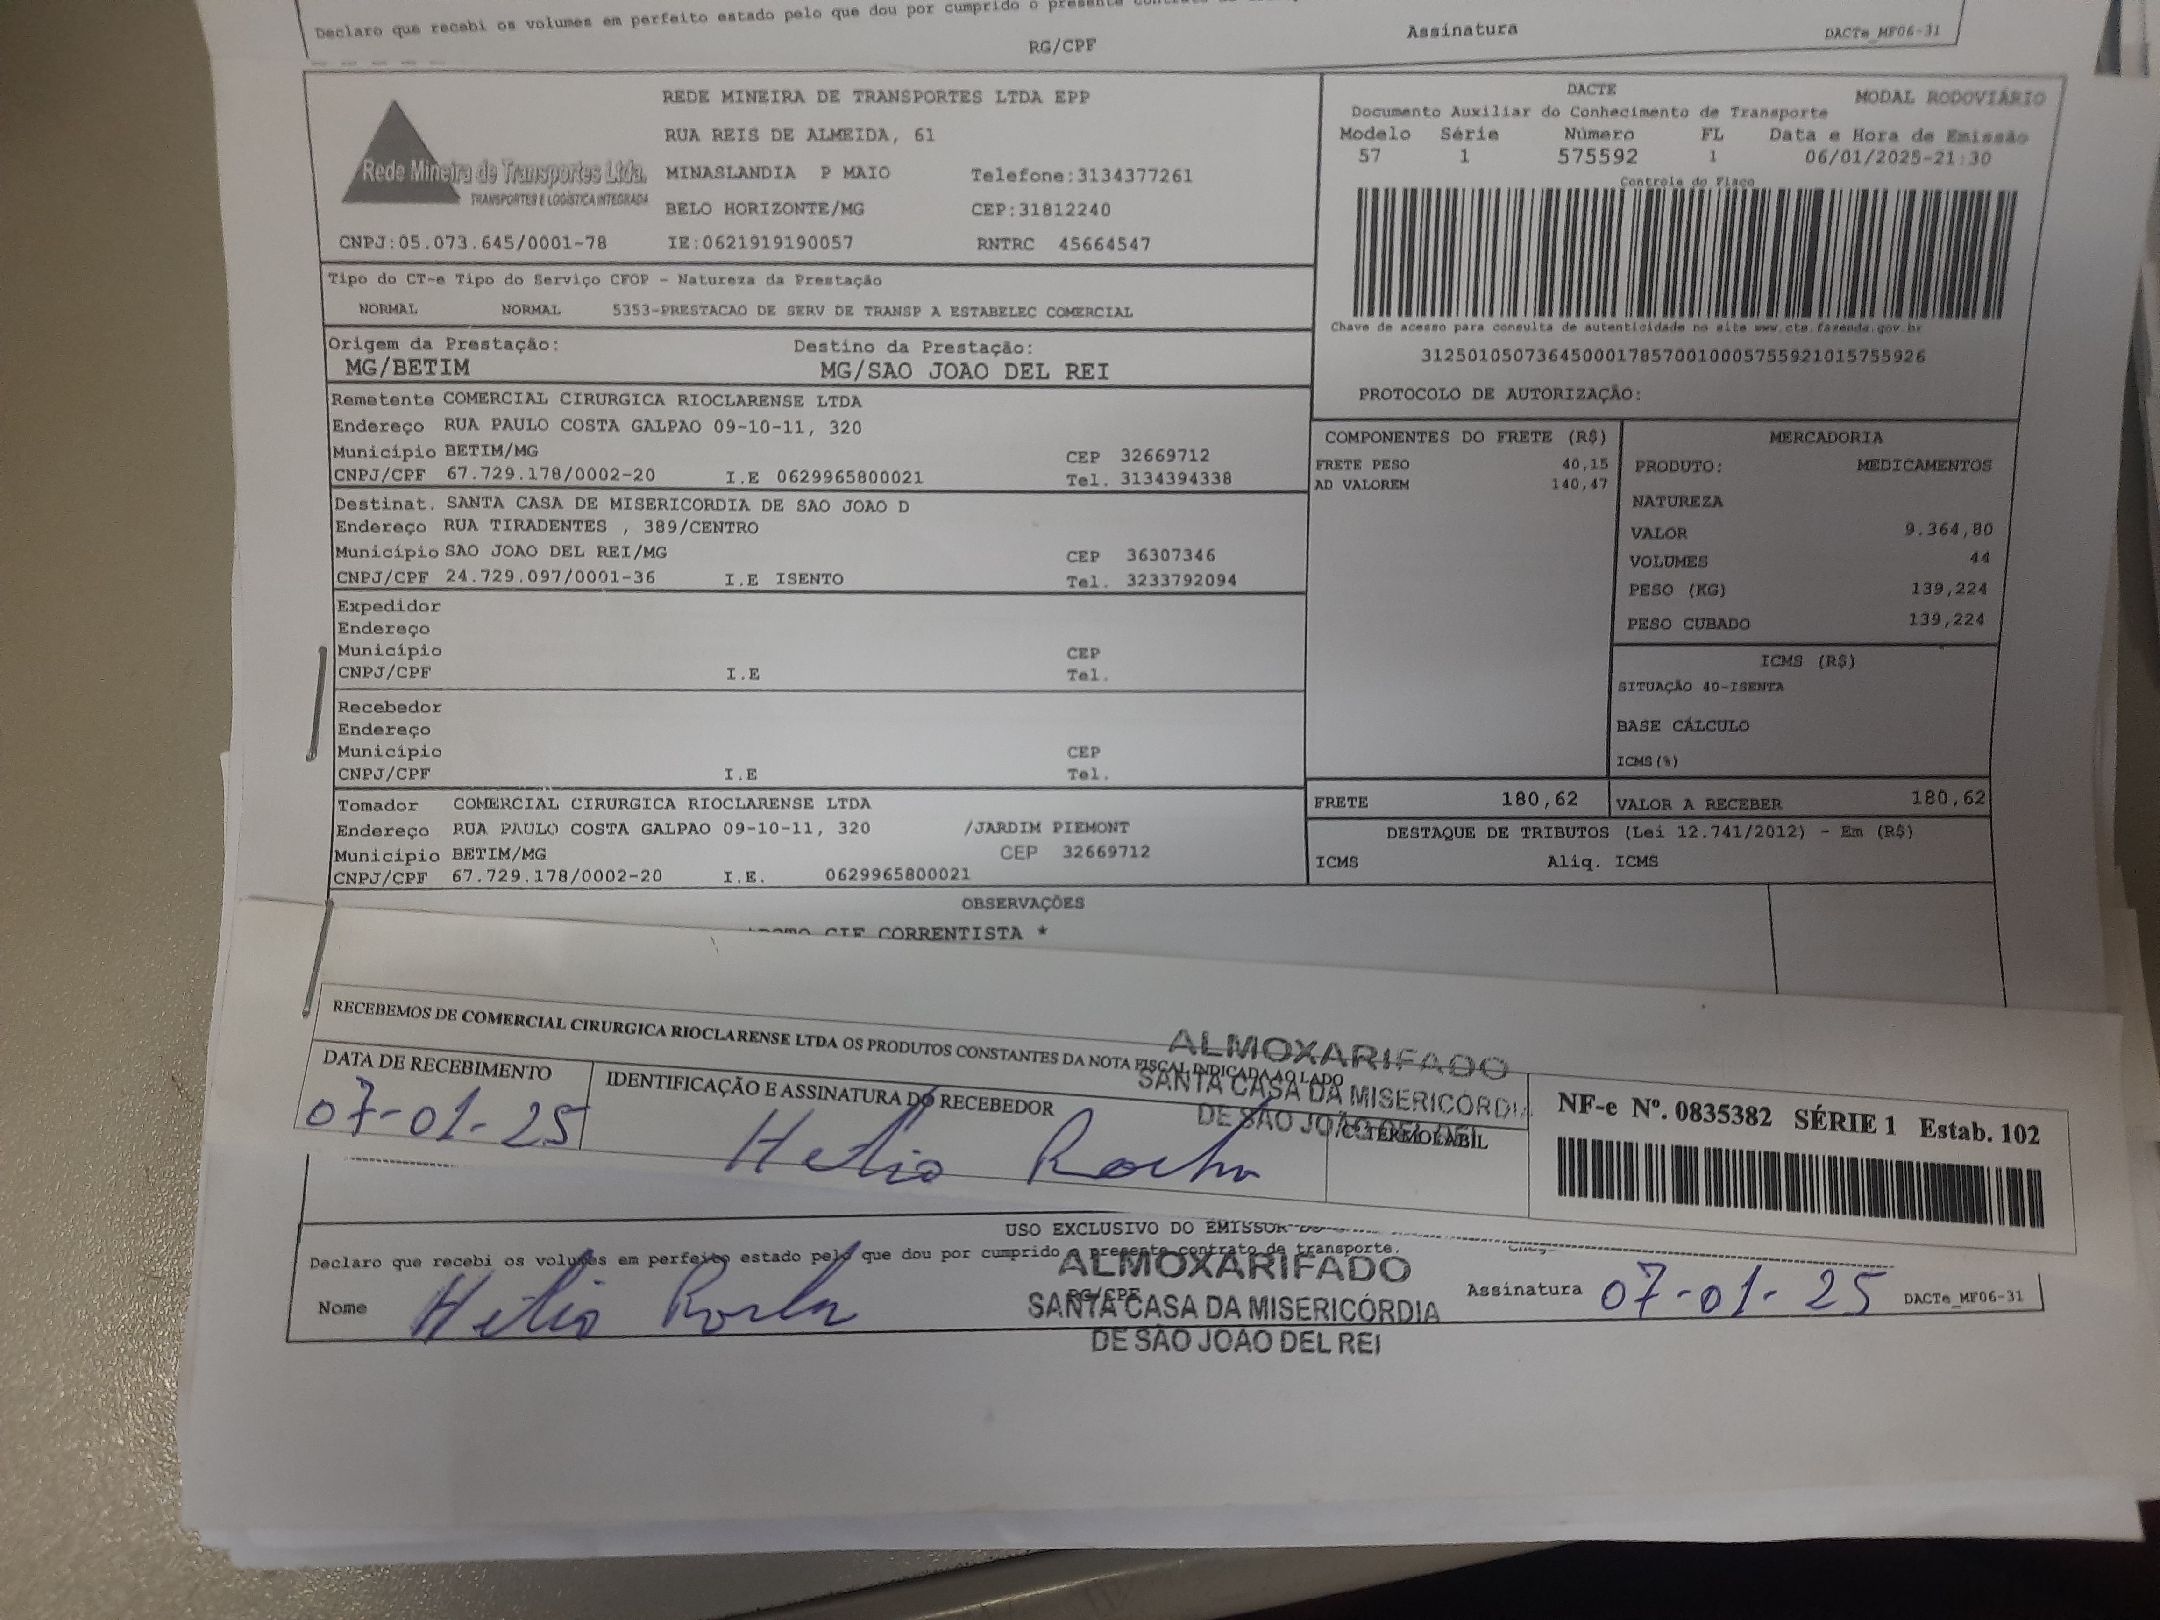 Declaro que recebi os volumes em perfeito estado pelo que dou por cumprido o presente
RG/CPF Assinatura DACTe_MF06-31
Rede Mineira de Transportes Ltda.
TRANSPORTES E LOGÍSTICA INTEGRADA
REDE MINEIRA DE TRANSPORTES LTDA EPP
RUA REIS DE ALMEIDA, 61
MINASLANDIA P MAIO Telefone:3134377261
BELO HORIZONTE/MG CEP:31812240
CNPJ:05.073.645/0001-78 IE:0621919190057 RNTRC 45664547
DACTE
MODAL RODOVIÁRIO
Documento Auxiliar do Conhecimento de Transporte
Modelo Série Número FL Data e Hora de Emissão
57 1 575592 1 06/01/2025-21:30
Controle do Fisco
Chave de acesso para consulta de autenticidade no site www.cte.fazenda.gov.br
31250105073645000178570010005755921015755926
PROTOCOLO DE AUTORIZAÇÃO:
Tipo do CT-e Tipo do Serviço CFOP - Natureza da Prestação
NORMAL NORMAL 5353-PRESTACAO DE SERV DE TRANSP A ESTABELEC COMERCIAL
Origem da Prestação: Destino da Prestação:
MG/BETIM MG/SAO JOAO DEL REI
Remetente COMERCIAL CIRURGICA RIOCLARENSE LTDA
Endereço RUA PAULO COSTA GALPAO 09-10-11, 320
Município BETIM/MG CEP 32669712
CNPJ/CPF 67.729.178/0002-20 I.E 0629965800021 Tel. 3134394338
Destinat. SANTA CASA DE MISERICORDIA DE SAO JOAO D
Endereço RUA TIRADENTES , 389/CENTRO
Município SAO JOAO DEL REI/MG CEP 36307346
CNPJ/CPF 24.729.097/0001-36 I.E ISENTO Tel. 3233792094
Expedidor
Endereço
Município CEP
CNPJ/CPF I.E Tel.
Recebedor
Endereço
Município CEP
CNPJ/CPF I.E Tel.
Tomador COMERCIAL CIRURGICA RIOCLARENSE LTDA
Endereço RUA PAULO COSTA GALPAO 09-10-11, 320 /JARDIM PIEMONT
Município BETIM/MG CEP 32669712
CNPJ/CPF 67.729.178/0002-20 I.E. 0629965800021
COMPONENTES DO FRETE (R$)
FRETE PESO 40,15
AD VALOREM 140,47
MERCADORIA
PRODUTO: MEDICAMENTOS
NATUREZA
VALOR 9.364,80
VOLUMES 44
PESO (KG) 139,224
PESO CUBADO 139,224
ICMS (R$)
SITUAÇÃO 40-ISENTA
BASE CÁLCULO
ICMS(%)
FRETE 180,62 VALOR A RECEBER 180,62
DESTAQUE DE TRIBUTOS (Lei 12.741/2012) - Em (R$)
ICMS Aliq. ICMS
OBSERVAÇÕES
CIF CORRENTISTA *
RECEBEMOS DE COMERCIAL CIRURGICA RIOCLARENSE LTDA OS PRODUTOS CONSTANTES DA NOTA FISCAL INDICADA AO LADO
DATA DE RECEBIMENTO IDENTIFICAÇÃO E ASSINATURA DO RECEBEDOR
07-01-25 Helio Rocha
ALMOXARIFADO
SANTA CASA DA MISERICÓRDIA
DE SÃO JOÃO DEL REI
TERMOLABIL
NF-e Nº. 0835382 SÉRIE 1 Estab. 102
USO EXCLUSIVO DO EMISSOR DO
Declaro que recebi os volumes em perfeito estado pelo que dou por cumprido o presente contrato de transporte.
Nome Helio Rocha RG/CPF Assinatura 07-01-25 DACTe_MF06-31
ALMOXARIFADO
SANTA CASA DA MISERICÓRDIA
DE SÃO JOÃO DEL REI